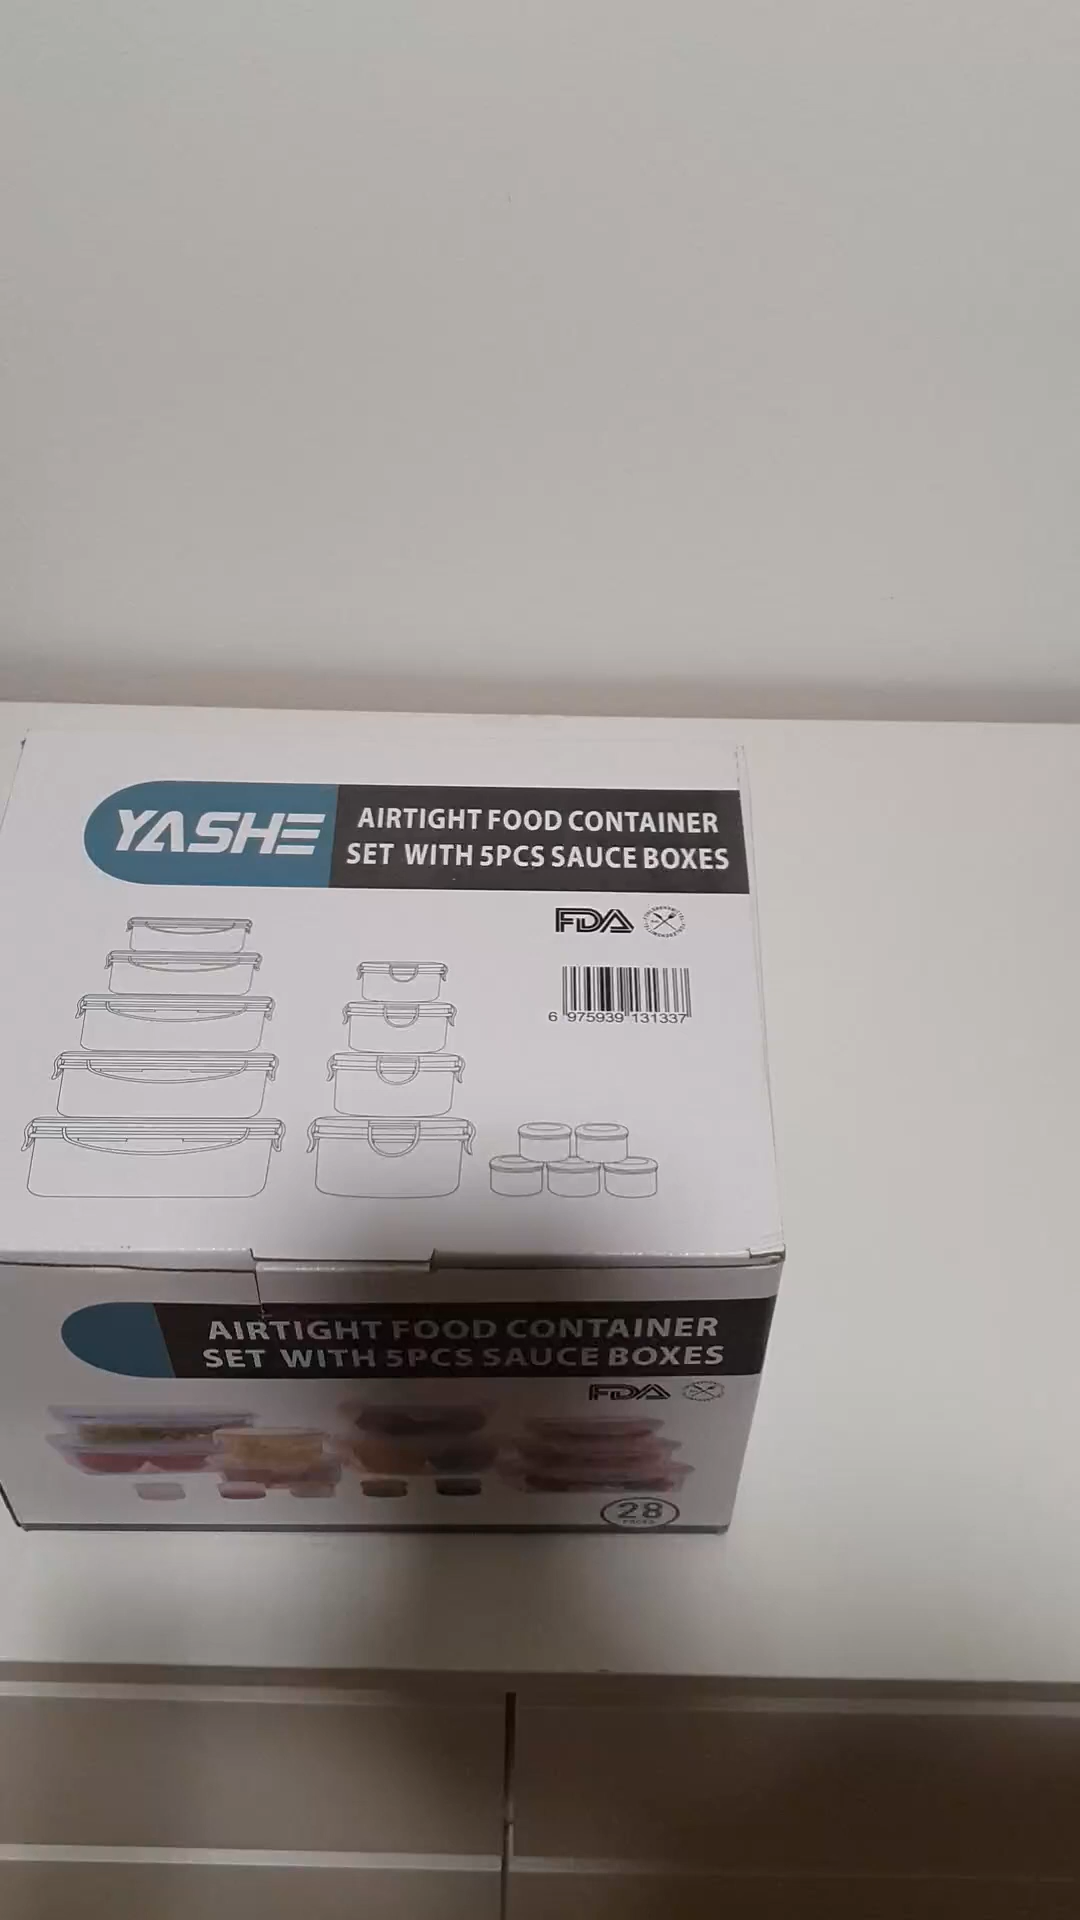 YASHE
AIRTIGHT FOOD CONTAINER
SET WITH 5PCS SAUCE BOXES
FDA
6 975939 131337
AIRTIGHT FOOD CONTAINER
SET WITH 5PCS SAUCE BOXES
FDA
28